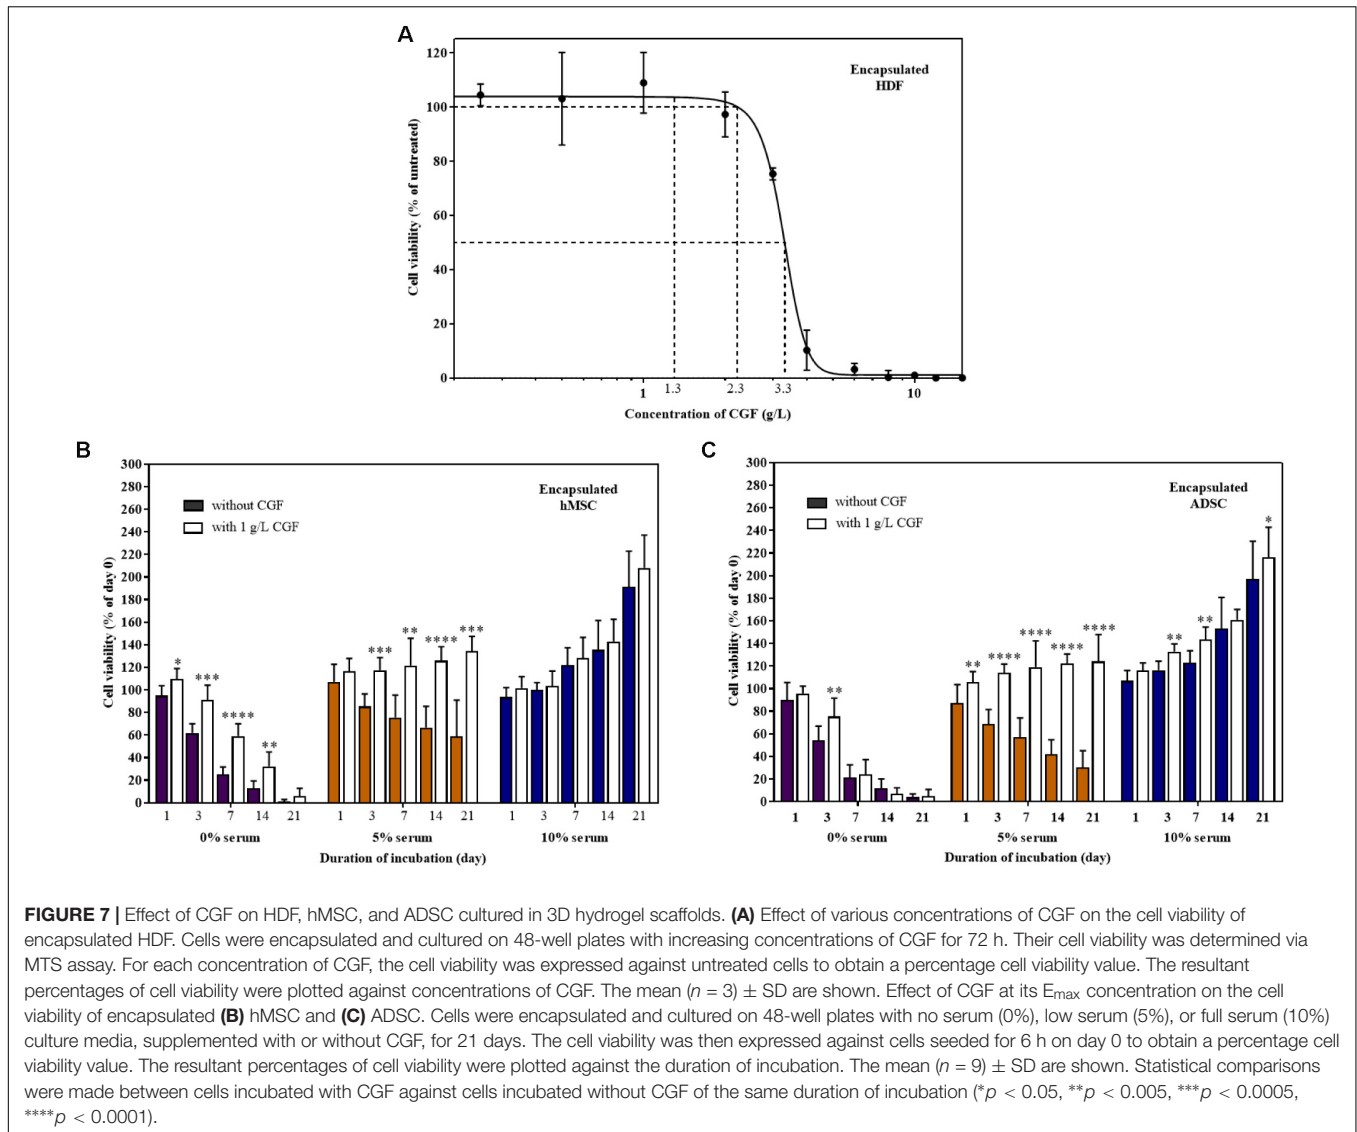 A
120
100
80
60
40
20
0
Cell viability (% of untreated)
Encapsulated
HDF
1 1.3 2.3 3.3 10
Concentration of CGF (g/L)
B
300
280
260
240
220
200
180
160
140
120
100
80
60
40
20
0
Cell viability (% of day 0)
without CGF
with 1 g/L CGF
Encapsulated
hMSC
* *** **** ** *** ** **** ***
1 3 7 14 21 1 3 7 14 21 1 3 7 14 21
0% serum 5% serum 10% serum
Duration of incubation (day)
C
300
280
260
240
220
200
180
160
140
120
100
80
60
40
20
0
Cell viability (% of day 0)
without CGF
with 1 g/L CGF
Encapsulated
ADSC
** ** **** **** **** **** ** ** *
1 3 7 14 21 1 3 7 14 21 1 3 7 14 21
0% serum 5% serum 10% serum
Duration of incubation (day)
FIGURE 7 | Effect of CGF on HDF, hMSC, and ADSC cultured in 3D hydrogel scaffolds. (A) Effect of various concentrations of CGF on the cell viability of
encapsulated HDF. Cells were encapsulated and cultured on 48-well plates with increasing concentrations of CGF for 72 h. Their cell viability was determined via
MTS assay. For each concentration of CGF, the cell viability was expressed against untreated cells to obtain a percentage cell viability value. The resultant
percentages of cell viability were plotted against concentrations of CGF. The mean (n = 3) ± SD are shown. Effect of CGF at its Emax concentration on the cell
viability of encapsulated (B) hMSC and (C) ADSC. Cells were encapsulated and cultured on 48-well plates with no serum (0%), low serum (5%), or full serum (10%)
culture media, supplemented with or without CGF, for 21 days. The cell viability was then expressed against cells seeded for 6 h on day 0 to obtain a percentage cell
viability value. The resultant percentages of cell viability were plotted against the duration of incubation. The mean (n = 9) ± SD are shown. Statistical comparisons
were made between cells incubated with CGF against cells incubated without CGF of the same duration of incubation (*p < 0.05, **p < 0.005, ***p < 0.0005,
****p < 0.0001).